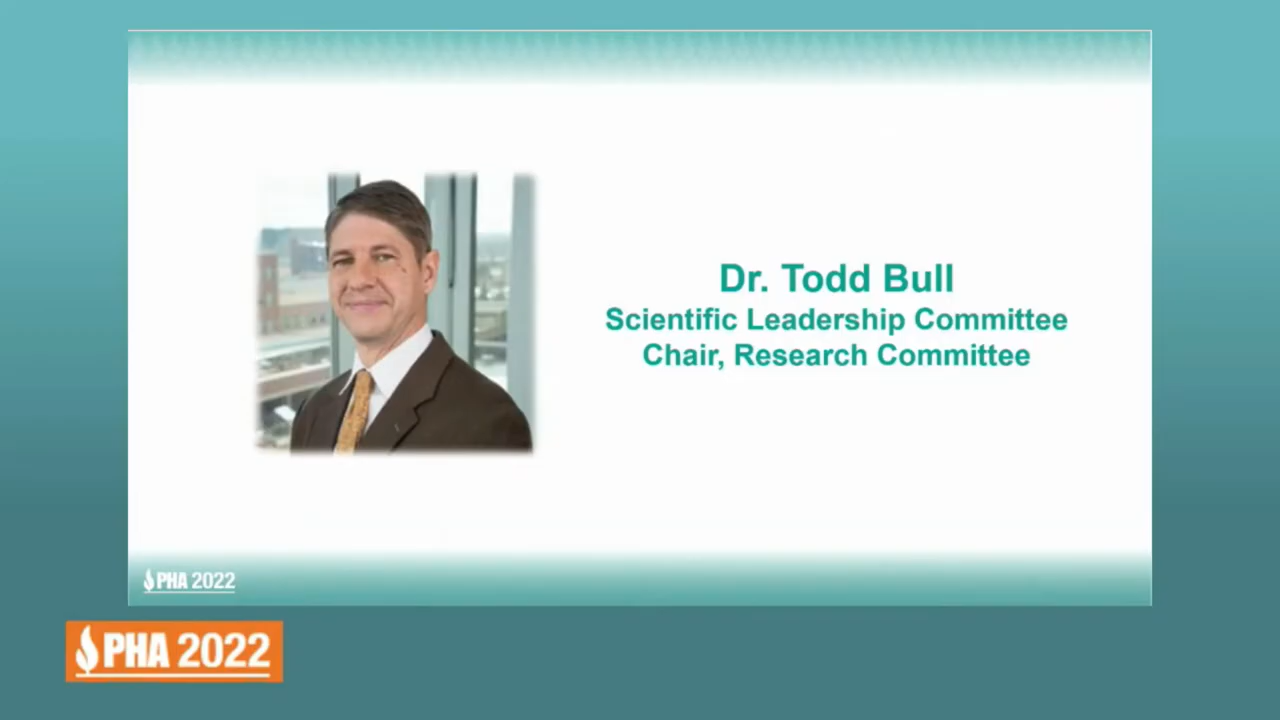 Dr. Todd Bull
Scientific Leadership Committee
Chair, Research Committee
PHA 2022
PHA 2022